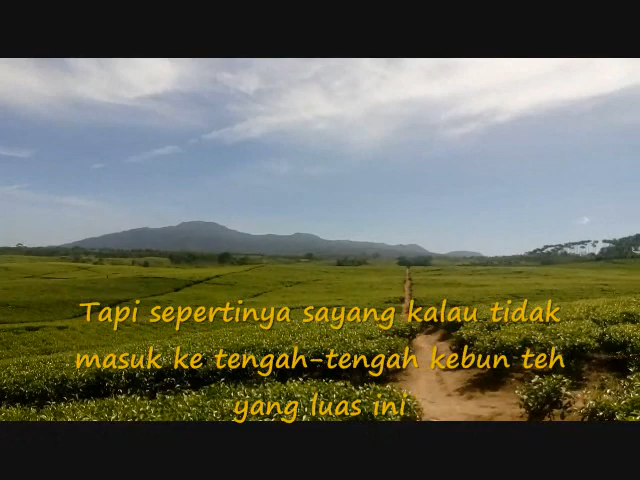 Tapi sepertinya sayang kalau tidak
masuk ke tengah-tengah kebun teh
yang luas ini